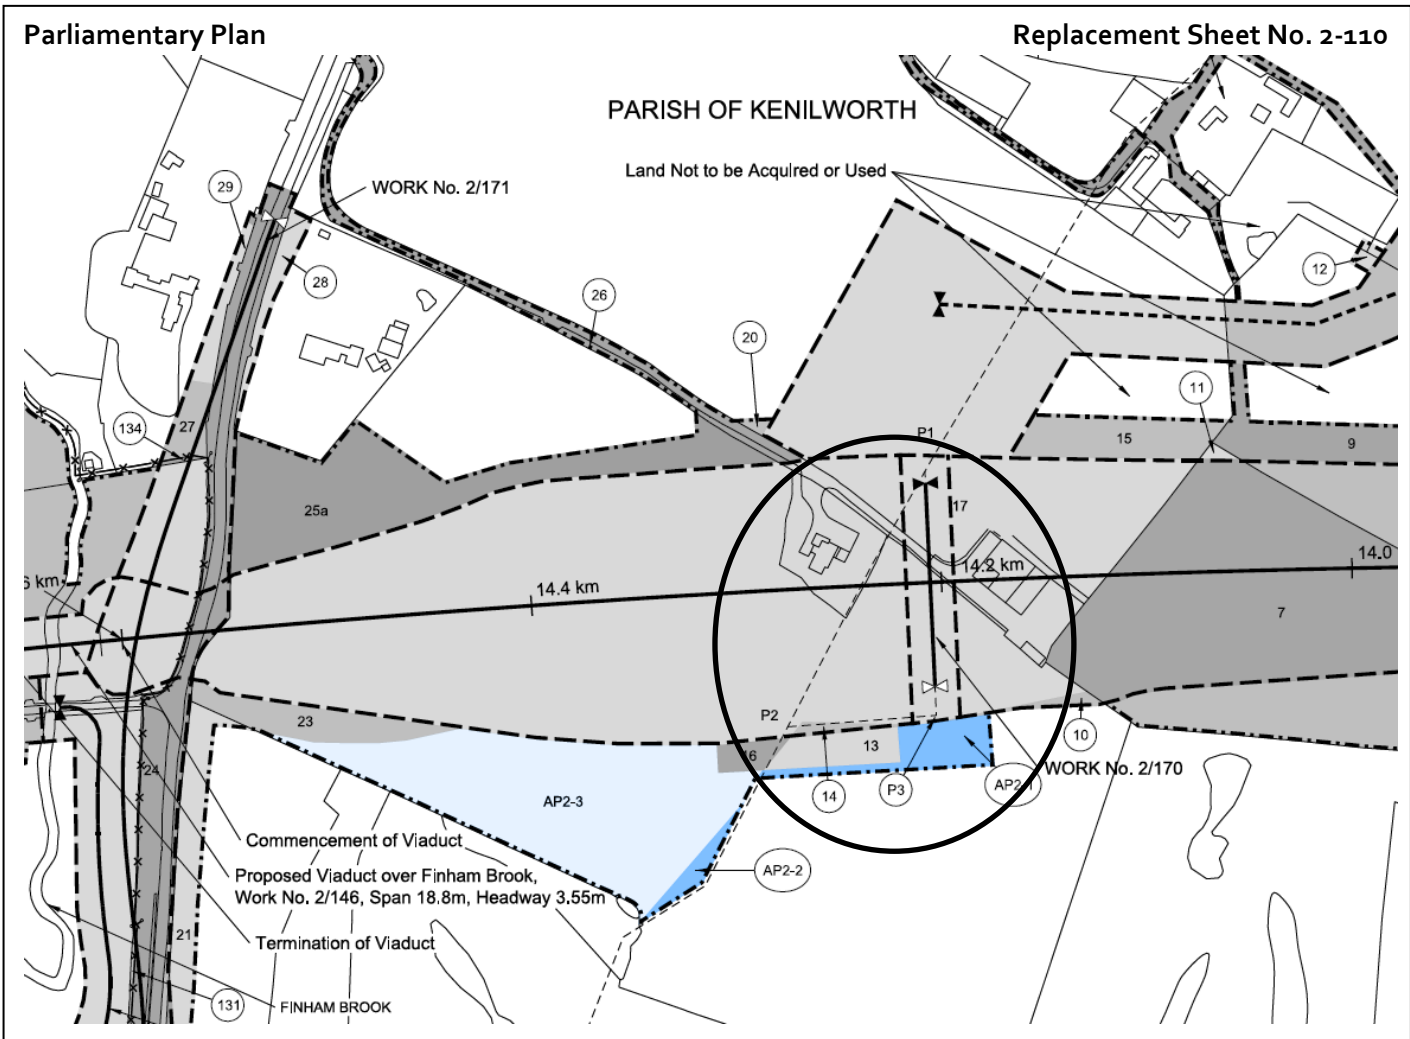 Parliamentary Plan
Replacement Sheet No. 2-110
PARISH OF KENILWORTH
Land Not to be Acquired or Used
29
WORK No. 2/171
28
12
26
20
11
134
27
P1
15
9
25a
17
14.0
6 km
14.2 km
14.4 km
7
23
P2
10
16
13
WORK No. 2/170
24
14
P3
AP2-1
AP2-3
Commencement of Viaduct
AP2-2
Proposed Viaduct over Finham Brook,
Work No. 2/146, Span 18.8m, Headway 3.55m
21
Termination of Viaduct
131
FINHAM BROOK